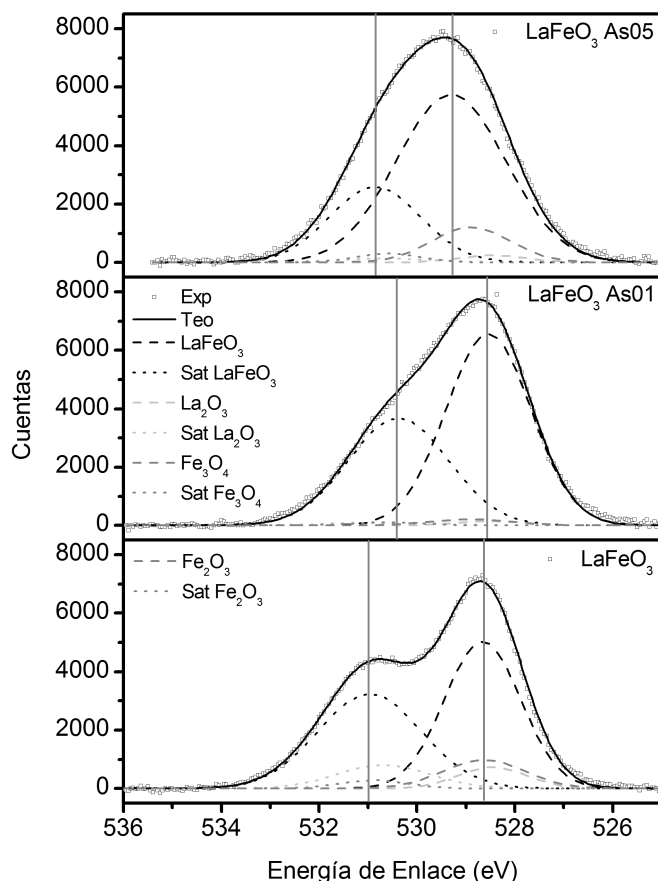 LaFeO₃ As05
8000
6000
4000
2000
0
LaFeO₃ As01
8000
6000
4000
2000
0
Exp
Teo
LaFeO₃
Sat LaFeO₃
La₂O₃
Sat La₂O₃
Fe₃O₄
Sat Fe₃O₄
Cuentas
LaFeO₃
8000
6000
4000
2000
0
Fe₂O₃
Sat Fe₂O₃
536 534 532 530 528 526
Energía de Enlace (eV)